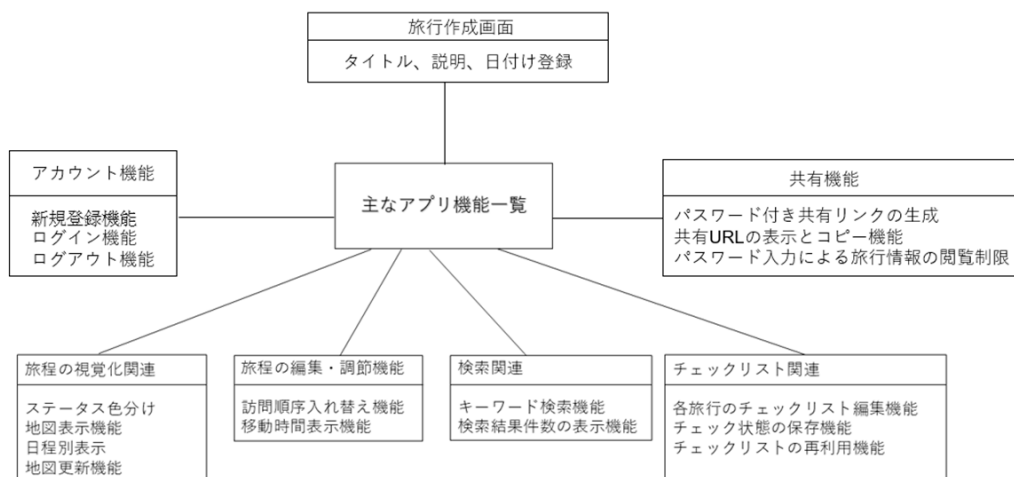 旅行作成画面
タイトル、説明、日付け登録
アカウント機能
新規登録機能
ログイン機能
ログアウト機能
主なアプリ機能一覧
共有機能
パスワード付き共有リンクの生成
共有URLの表示とコピー機能
パスワード入力による旅行情報の閲覧制限
旅程の視覚化関連
ステータス色分け
地図表示機能
日程別表示
地図更新機能
旅程の編集・調節機能
訪問順序入れ替え機能
移動時間表示機能
検索関連
キーワード検索機能
検索結果件数の表示機能
チェックリスト関連
各旅行のチェックリスト編集機能
チェック状態の保存機能
チェックリストの再利用機能